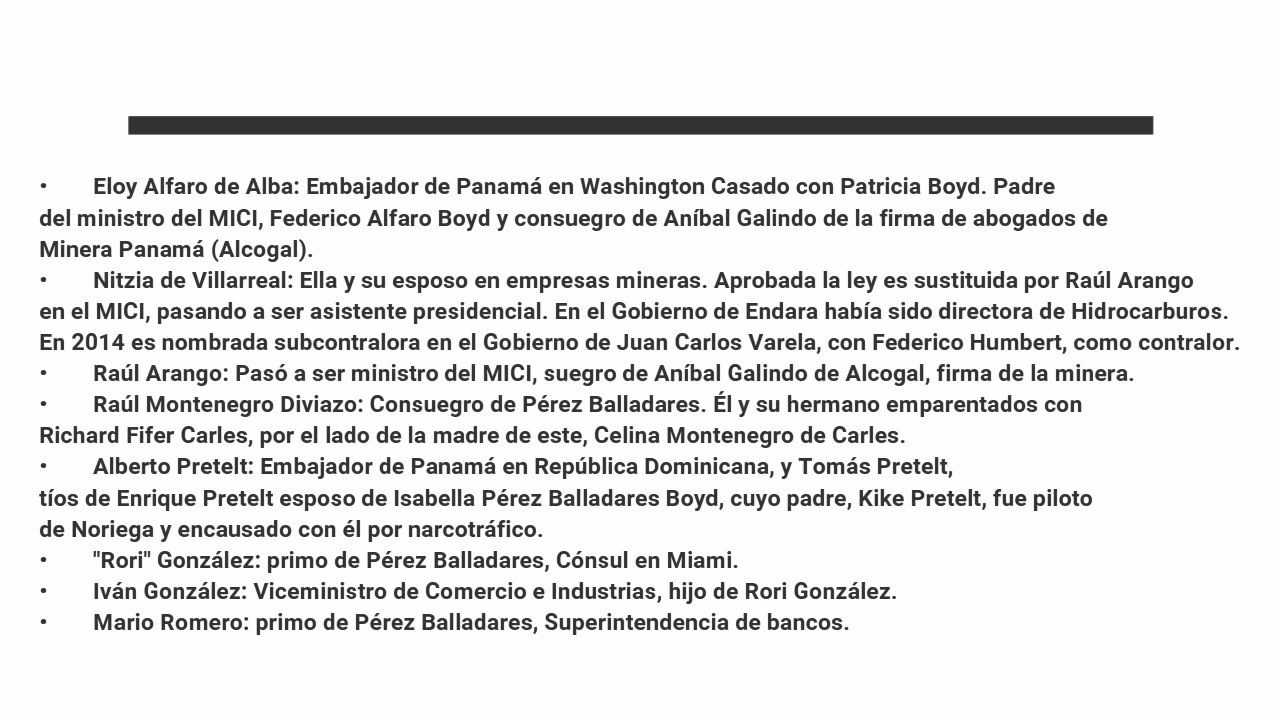 • Eloy Alfaro de Alba: Embajador de Panamá en Washington Casado con Patricia Boyd. Padre
del ministro del MICI, Federico Alfaro Boyd y consuegro de Aníbal Galindo de la firma de abogados de
Minera Panamá (Alcogal).
• Nitzia de Villarreal: Ella y su esposo en empresas mineras. Aprobada la ley es sustituida por Raúl Arango
en el MICI, pasando a ser asistente presidencial. En el Gobierno de Endara había sido directora de Hidrocarburos.
En 2014 es nombrada subcontralora en el Gobierno de Juan Carlos Varela, con Federico Humbert, como contralor.
• Raúl Arango: Pasó a ser ministro del MICI, suegro de Aníbal Galindo de Alcogal, firma de la minera.
• Raúl Montenegro Diviazo: Consuegro de Pérez Balladares. Él y su hermano emparentados con
Richard Fifer Carles, por el lado de la madre de este, Celina Montenegro de Carles.
• Alberto Pretelt: Embajador de Panamá en República Dominicana, y Tomás Pretelt,
tíos de Enrique Pretelt esposo de Isabella Pérez Balladares Boyd, cuyo padre, Kike Pretelt, fue piloto
de Noriega y encausado con él por narcotráfico.
• "Rori" González: primo de Pérez Balladares, Cónsul en Miami.
• Iván González: Viceministro de Comercio e Industrias, hijo de Rori González.
• Mario Romero: primo de Pérez Balladares, Superintendencia de bancos.